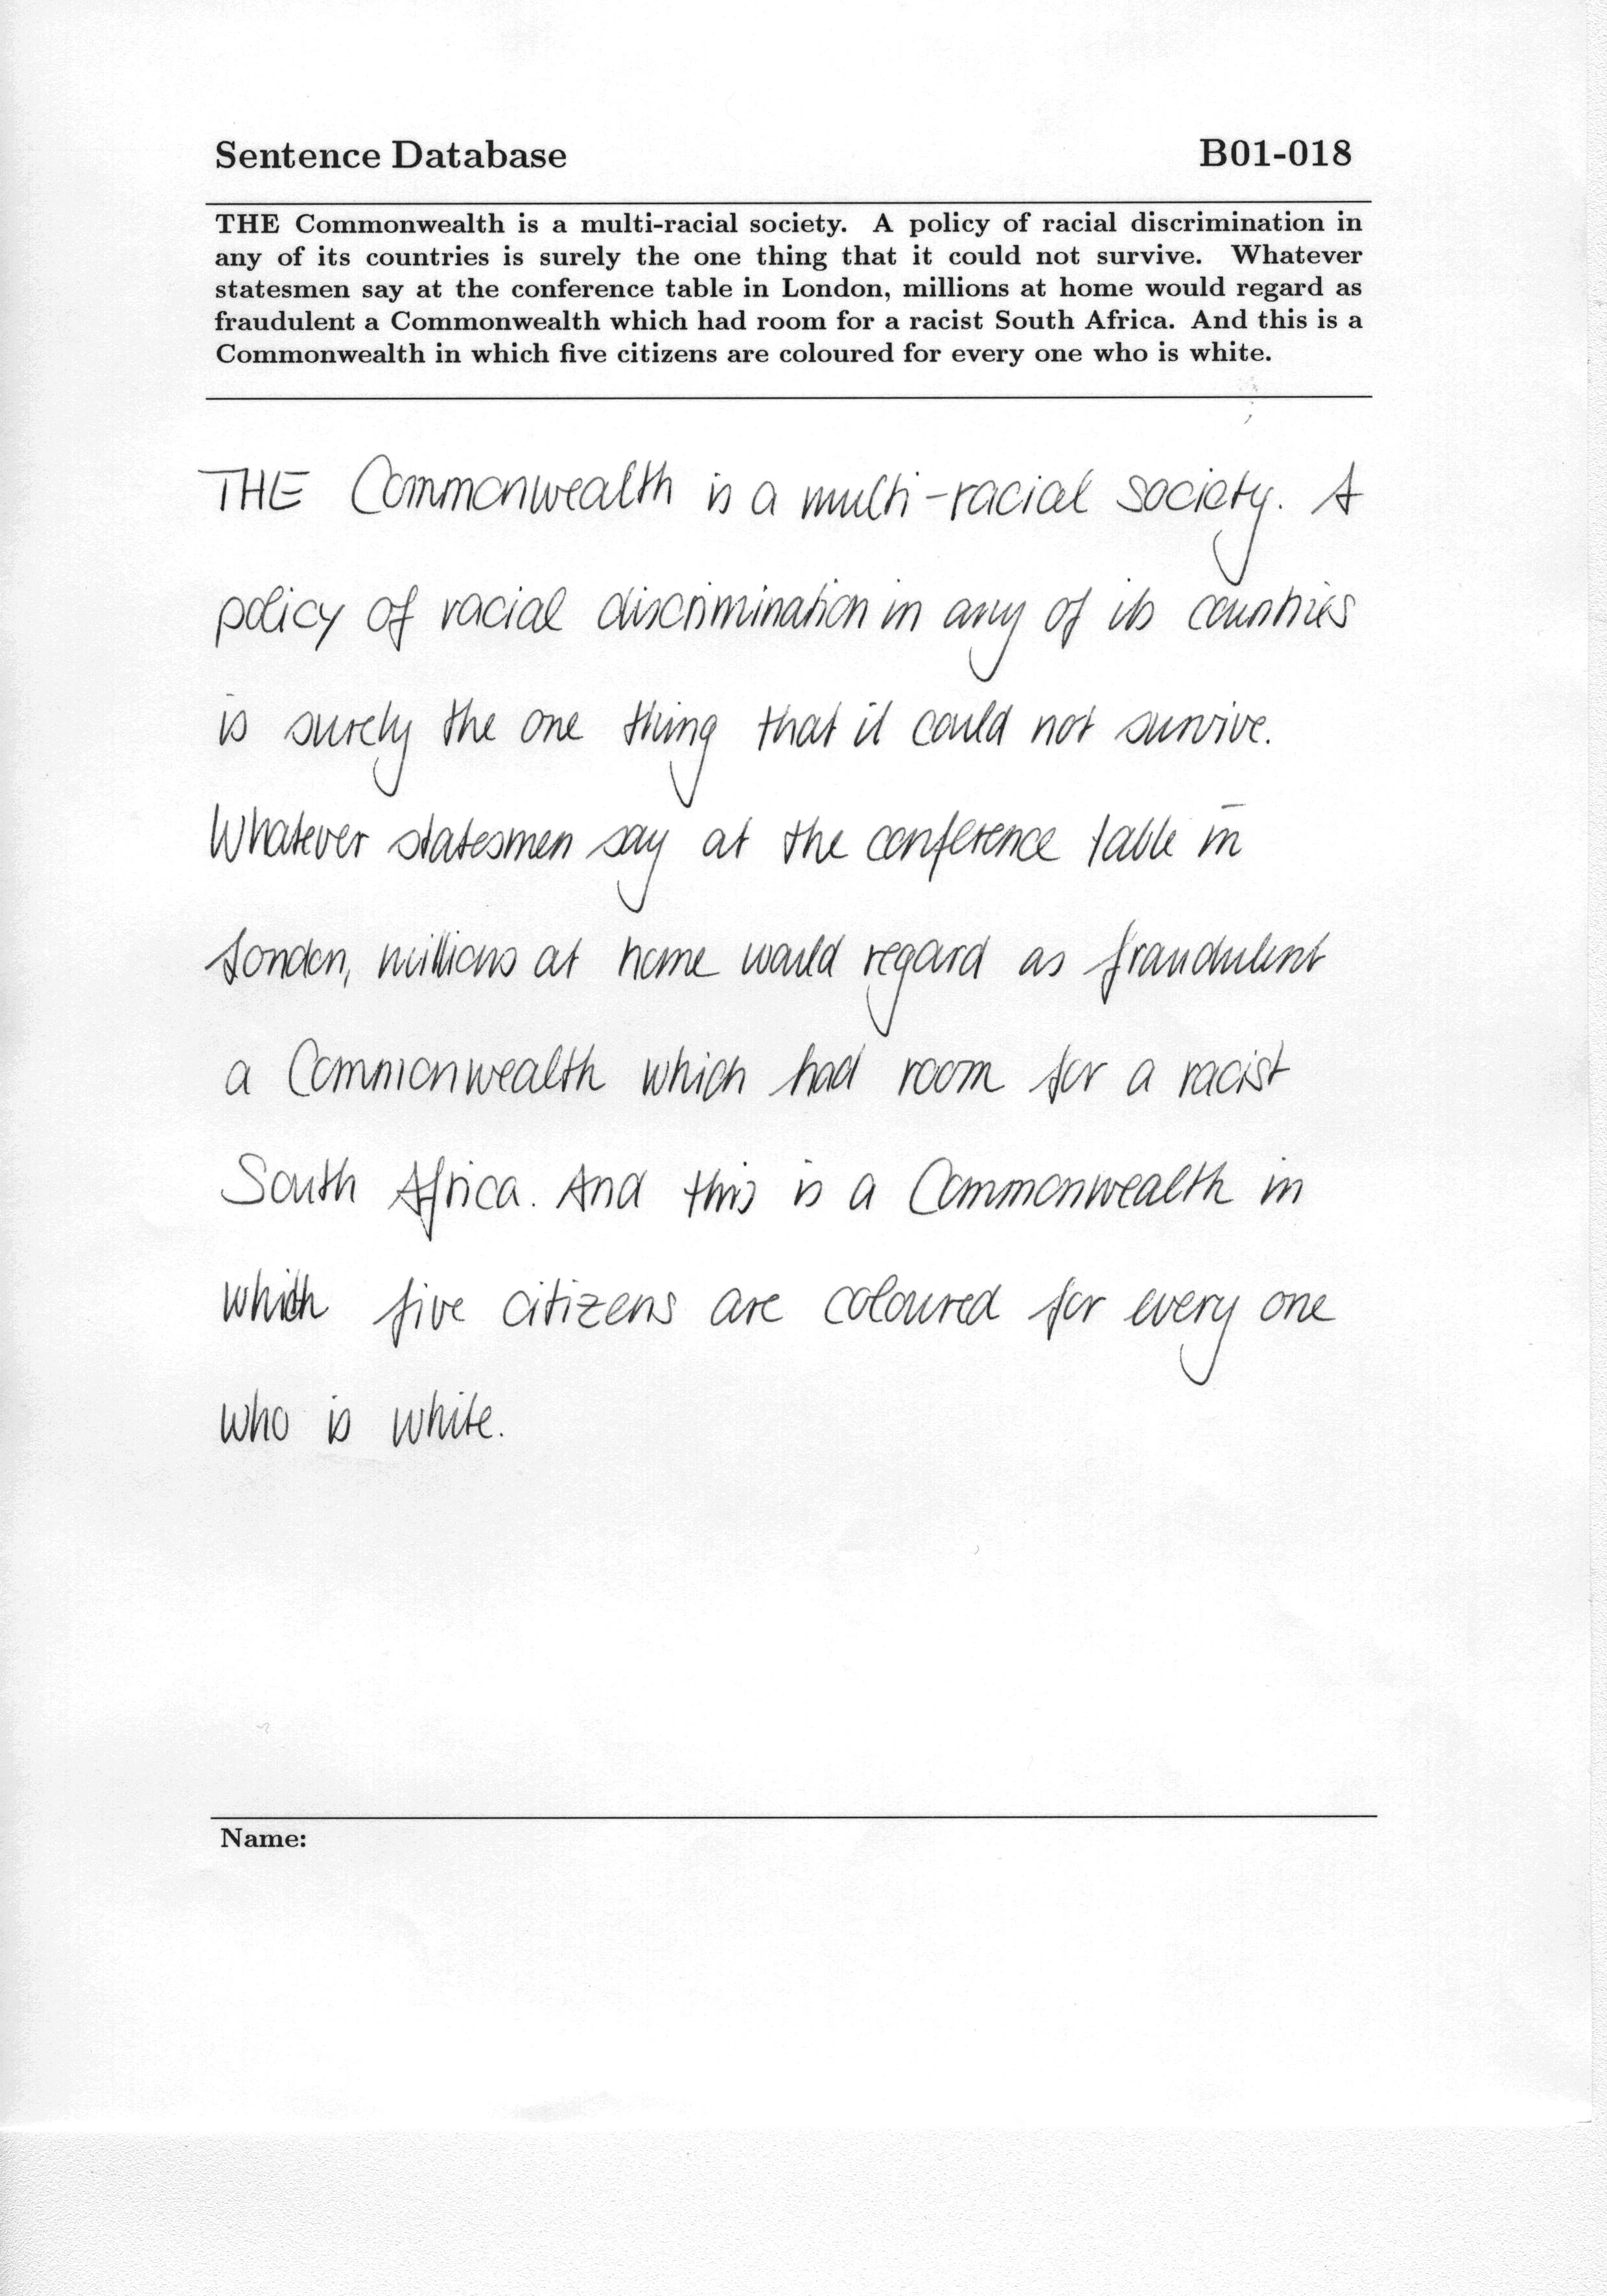 Sentence Database B01-018
THE Commonwealth is a multi-racial society. A policy of racial discrimination in
any of its countries is surely the one thing that it could not survive. Whatever
statesmen say at the conference table in London, millions at home would regard as
fraudulent a Commonwealth which had room for a racist South Africa. And this is a
Commonwealth in which five citizens are coloured for every one who is white.
THE Commonwealth is a multi-racial society. A
policy of racial discrimination in any of its countries
is surely the one thing that it could not survive.
Whatever statesmen say at the conference table in
London, millions at home would regard as fraudulent
a Commonwealth which had room for a racist
South Africa. And this is a Commonwealth in
which five citizens are coloured for every one
who is white.
Name: